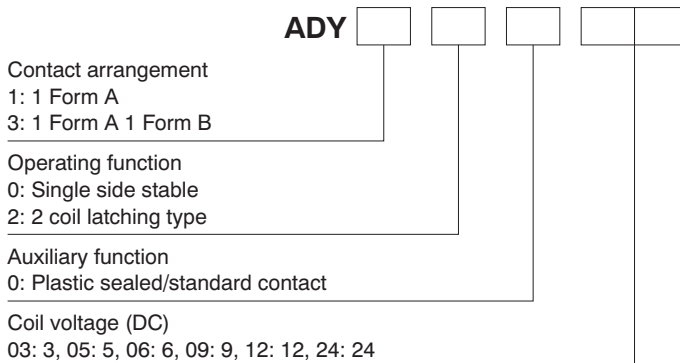 ADY
Contact arrangement
1: 1 Form A
3: 1 Form A 1 Form B
Operating function
0: Single side stable
2: 2 coil latching type
Auxiliary function
0: Plastic sealed/standard contact
Coil voltage (DC)
03: 3, 05: 5, 06: 6, 09: 9, 12: 12, 24: 24